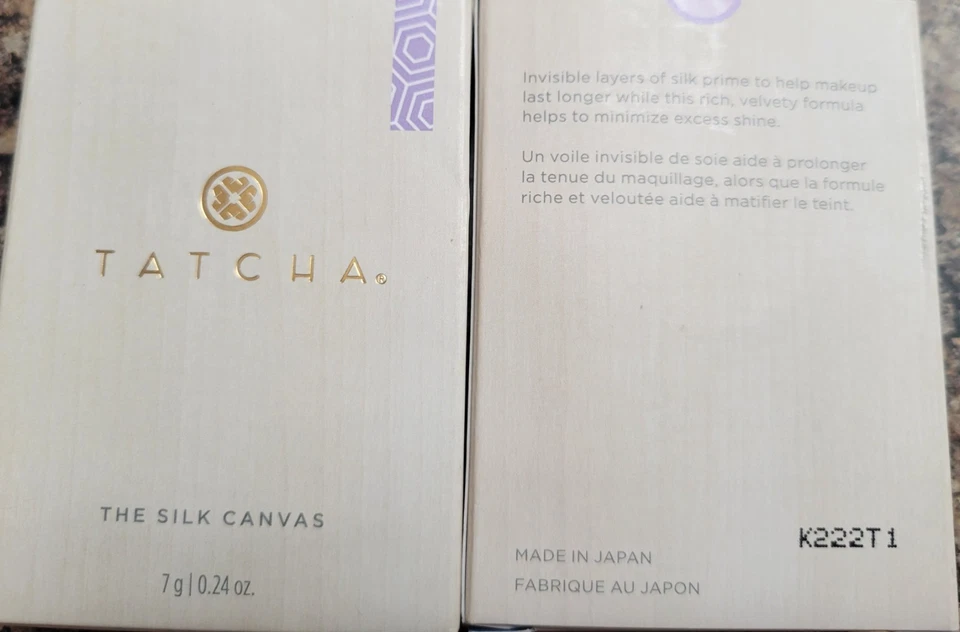 TATCHA®
THE SILK CANVAS
7 g | 0.24 oz.
Invisible layers of silk prime to help makeup
last longer while this rich, velvety formula
helps to minimize excess shine.
Un voile invisible de soie aide à prolonger
la tenue du maquillage, alors que la formule
riche et veloutée aide à matifier le teint.
K222T1
MADE IN JAPAN
FABRIQUE AU JAPON